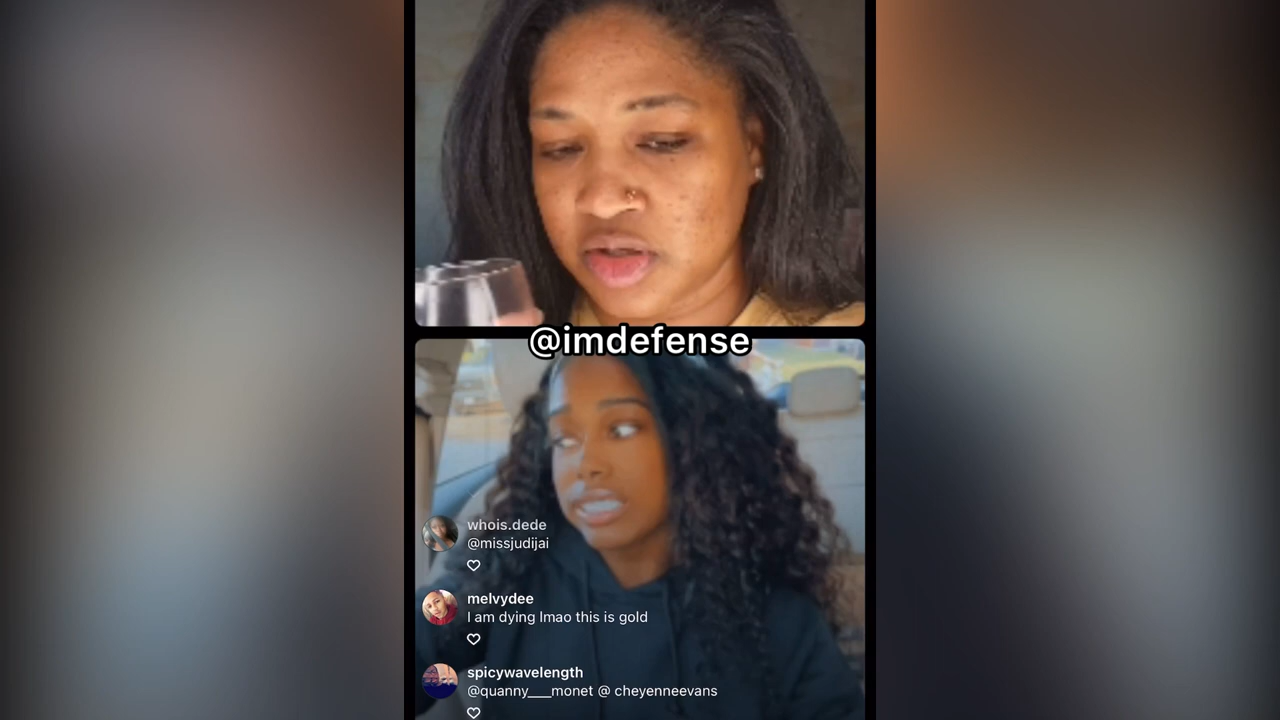 @imdefense
whois.dede
@missjudijai
melvydee
I am dying lmao this is gold
spicywavelength
@quanny___monet @ cheyenneevans